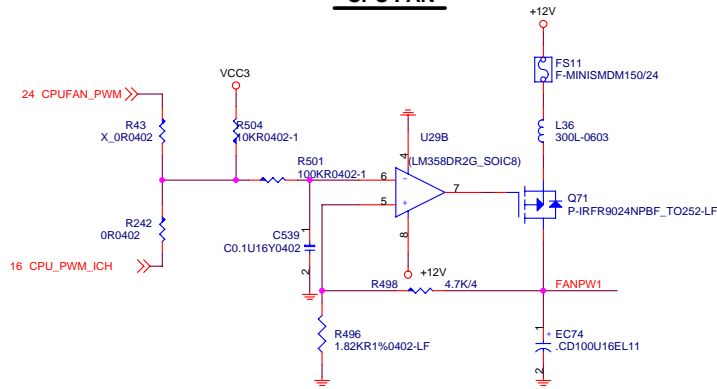 CPU FAN
+12V
FS11
F-MINISMDM150/24
24 CPUFAN_PWM
VCC3
R43
X_0R0402
R504
10KR0402-1
L36
300L-0603
U29B
(LM358DR2G_SOIC8)
R501
100KR0402-1
4
6
5
7
8
Q71
P-IRFR9024NPBF_TO252-LF
R242
0R0402
C539
C0.1U16Y0402
1
2
16 CPU_PWM_ICH
+12V
R498
4.7K/4
FANPW1
R496
1.82KR1%0402-LF
1
+
EC74
.CD100U16EL11
2